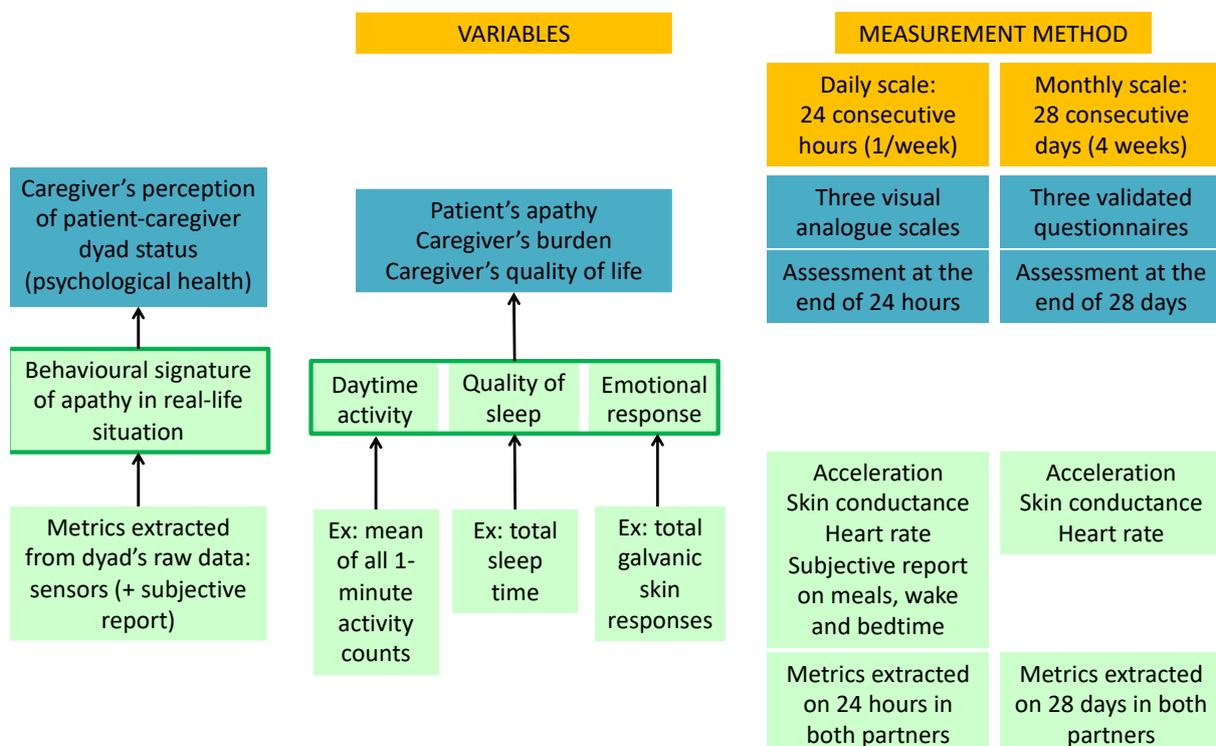 VARIABLES
MEASUREMENT METHOD
Daily scale:
24 consecutive
hours (1/week)
Monthly scale:
28 consecutive
days (4 weeks)
Caregiver’s perception
of patient-caregiver
dyad status
(psychological health)
Patient’s apathy
Caregiver’s burden
Caregiver’s quality of life
Three visual
analogue scales
Three validated
questionnaires
Assessment at the
end of 24 hours
Assessment at the
end of 28 days
Behavioural signature
of apathy in real-life
situation
Daytime
activity
Quality of
sleep
Emotional
response
Metrics extracted
from dyad’s raw data:
sensors (+ subjective
report)
Ex: mean
of all 1-
minute
activity
counts
Ex: total
sleep
time
Ex: total
galvanic
skin
responses
Acceleration
Skin conductance
Heart rate
Subjective report
on meals, wake
and bedtime
Acceleration
Skin conductance
Heart rate
Metrics extracted
on 24 hours in
both partners
Metrics extracted
on 28 days in both
partners